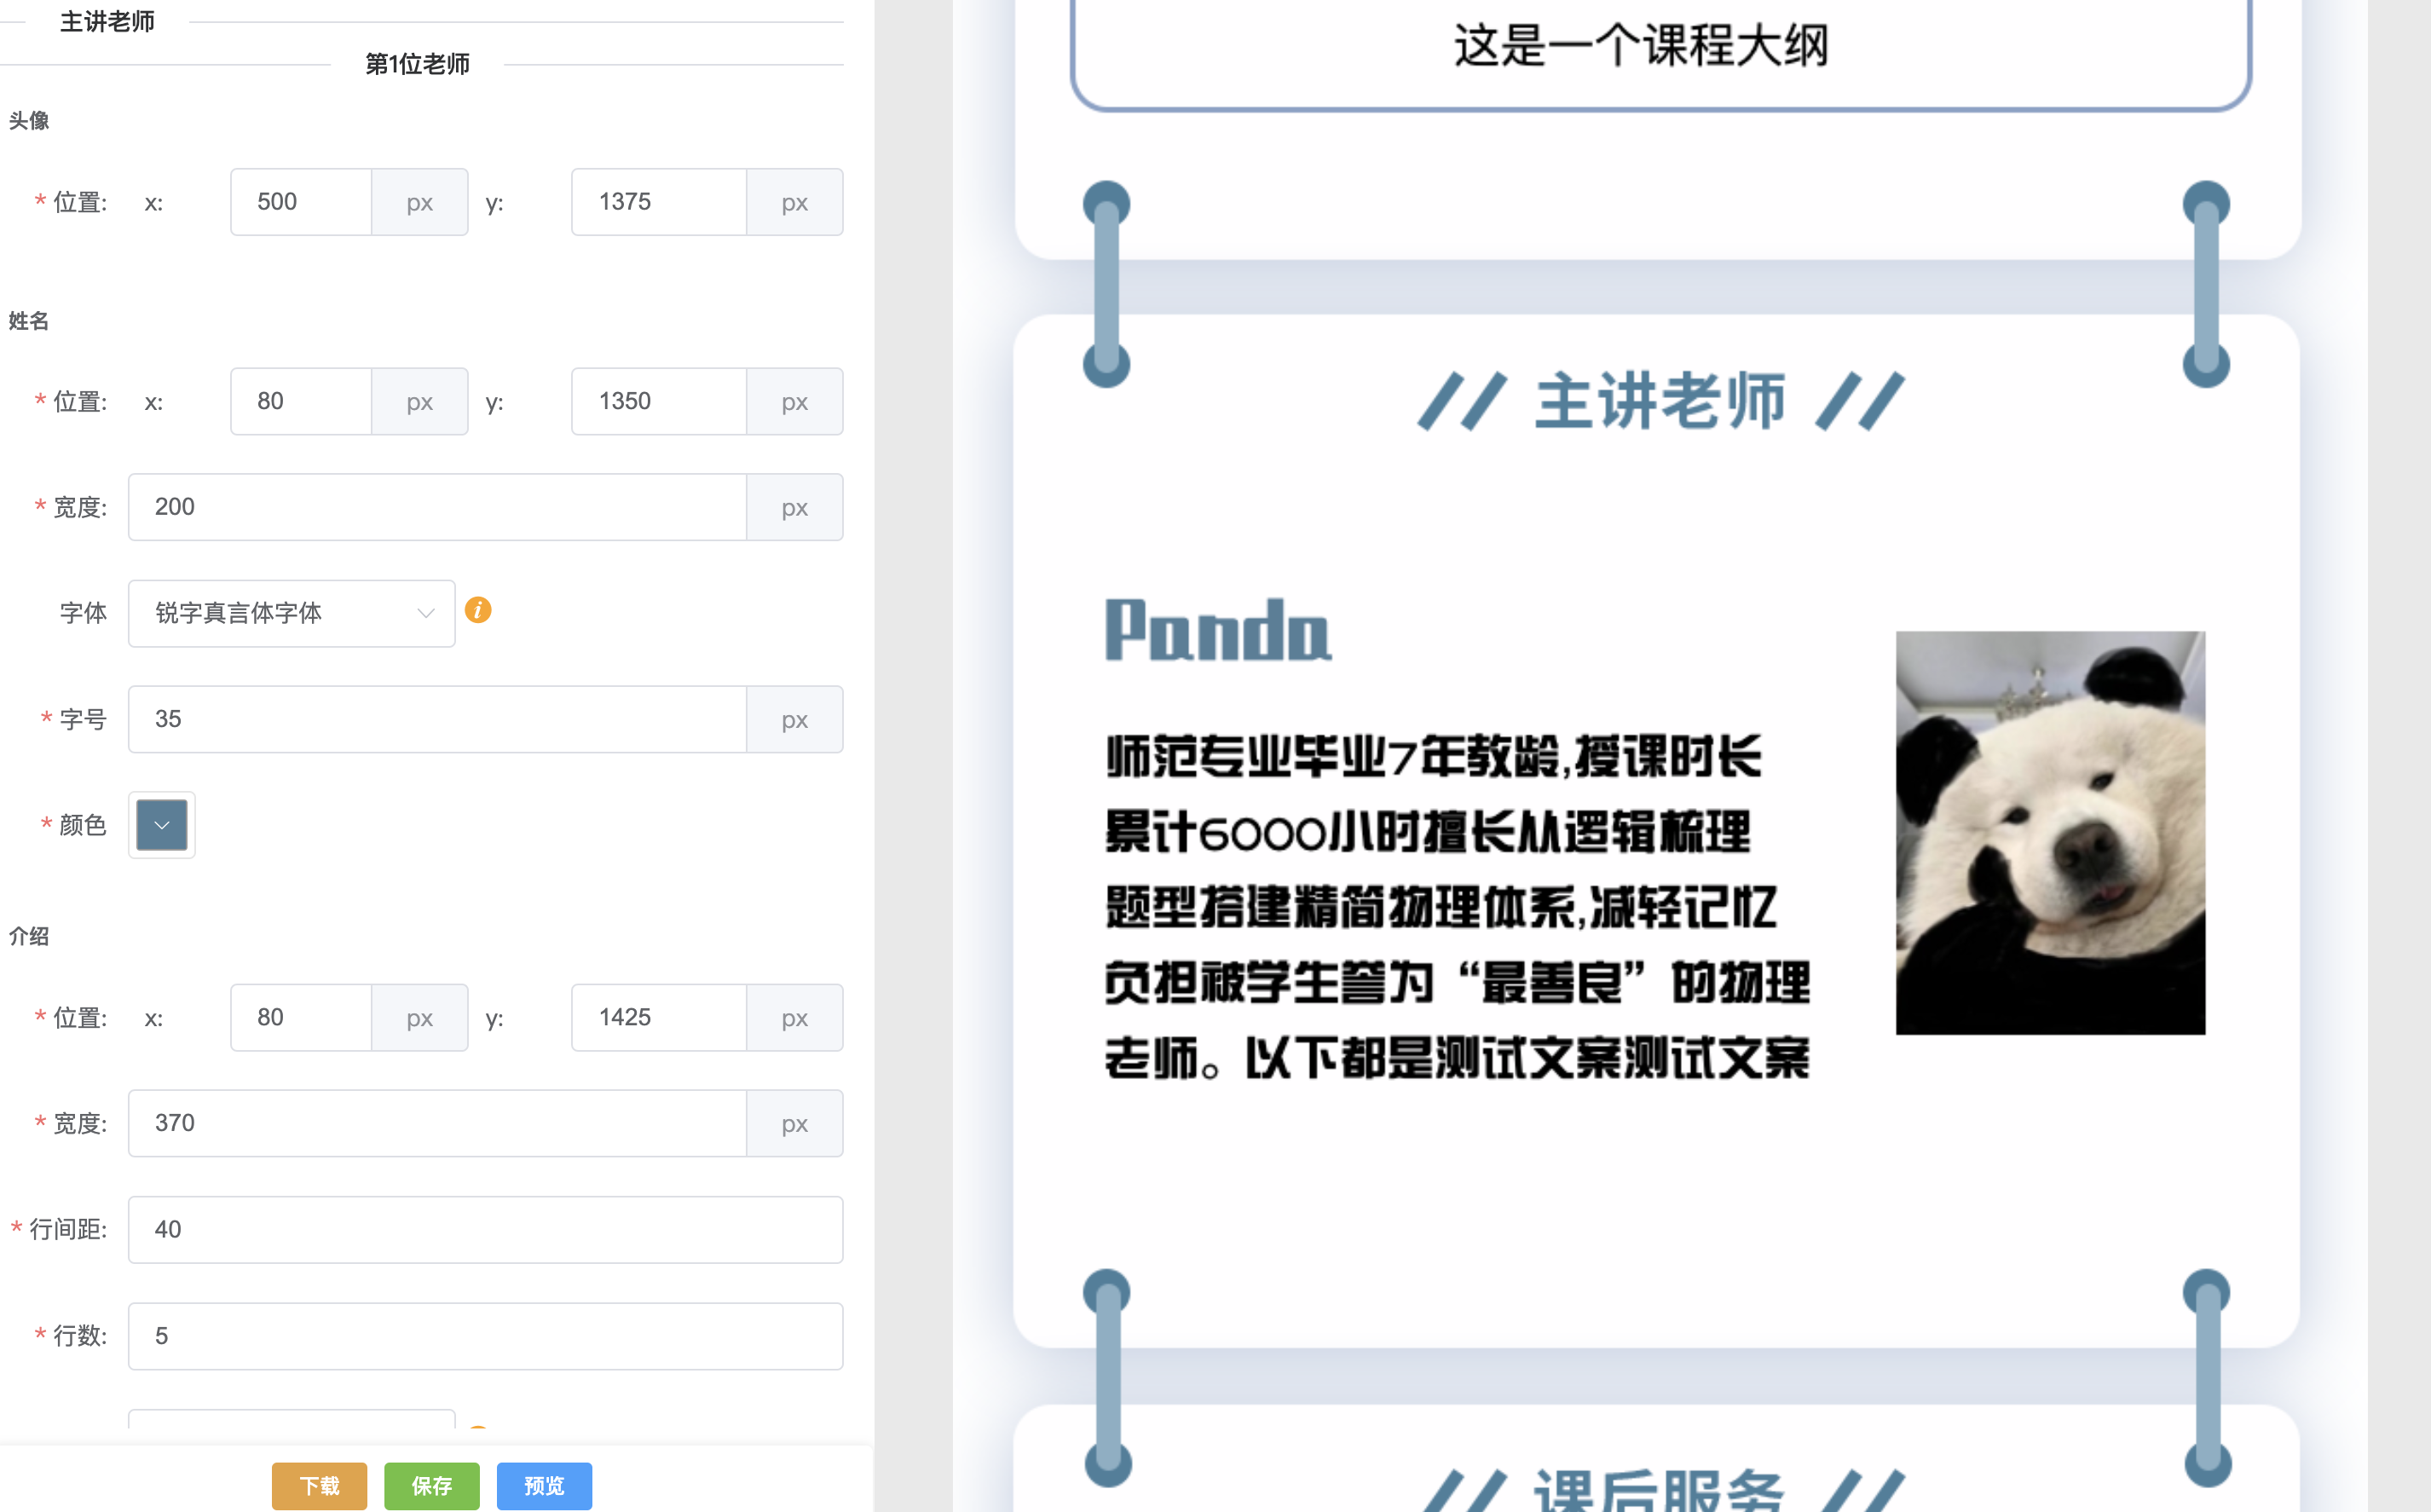 主讲老师
第1位老师
头像
* 位置: x: 500 px y: 1375 px
姓名
* 位置: x: 80 px y: 1350 px
* 宽度: 200 px
字体 锐字真言体字体 i
* 字号 35 px
* 颜色
介绍
* 位置: x: 80 px y: 1425 px
* 宽度: 370 px
* 行间距: 40
* 行数: 5
下载 保存 预览
这是一个课程大纲
// 主讲老师 //
Panda
师范专业毕业7年教龄,授课时长
累计6000小时擅长从逻辑梳理
题型搭建精简物理体系,减轻记忆
负担被学生誉为“最善良”的物理
老师。以下都是测试文案测试文案
// 课后服务 //